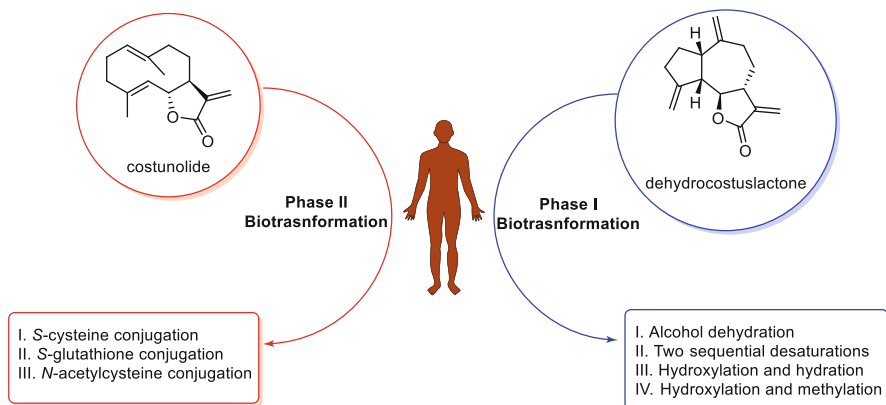 H
H
O
O
costunolide
O
O
dehydrocostuslactone
Phase II
Biotrasnformation
Phase I
Biotrasnformation
I. S-cysteine conjugation
II. S-glutathione conjugation
III. N-acetylcysteine conjugation
I. Alcohol dehydration
II. Two sequential desaturations
III. Hydroxylation and hydration
IV. Hydroxylation and methylation